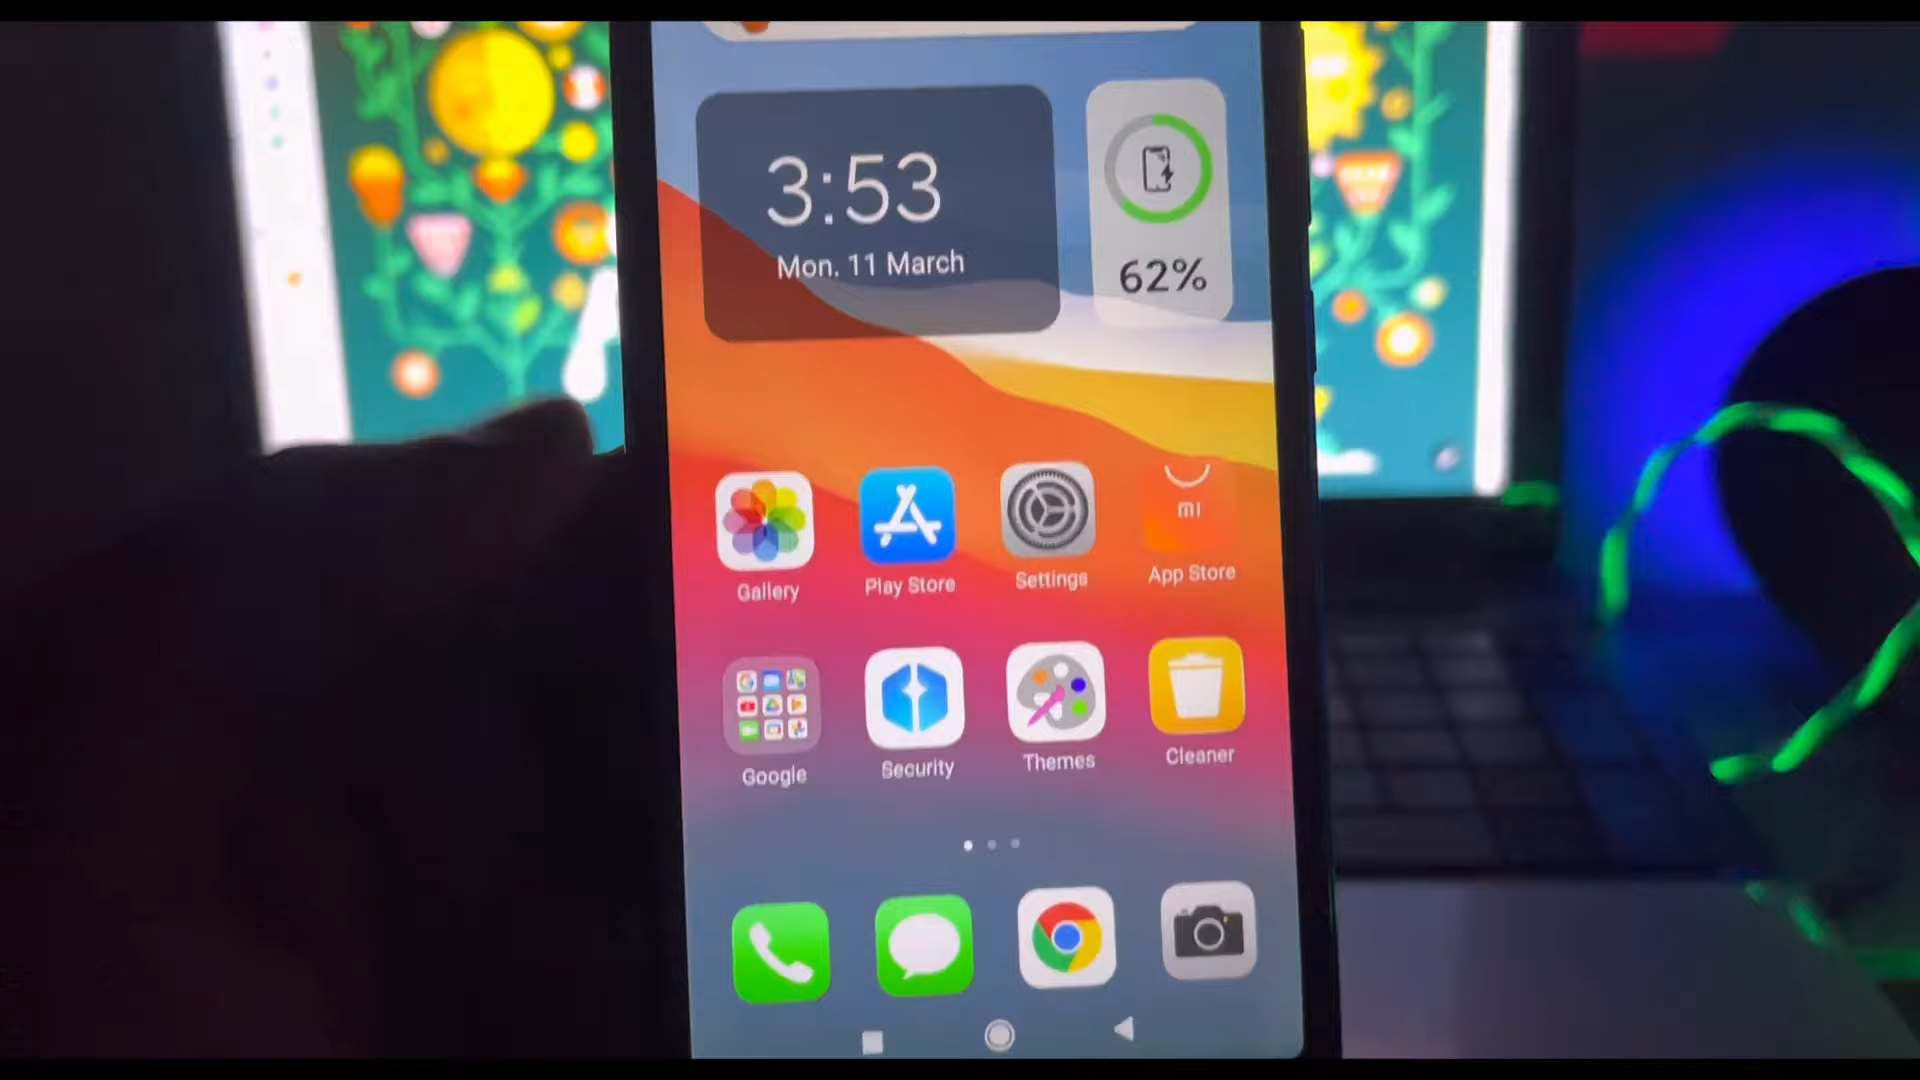 3:53
Mon. 11 March
62%
mi
Gallery
Play Store
Settings
App Store
Google
Security
Themes
Cleaner